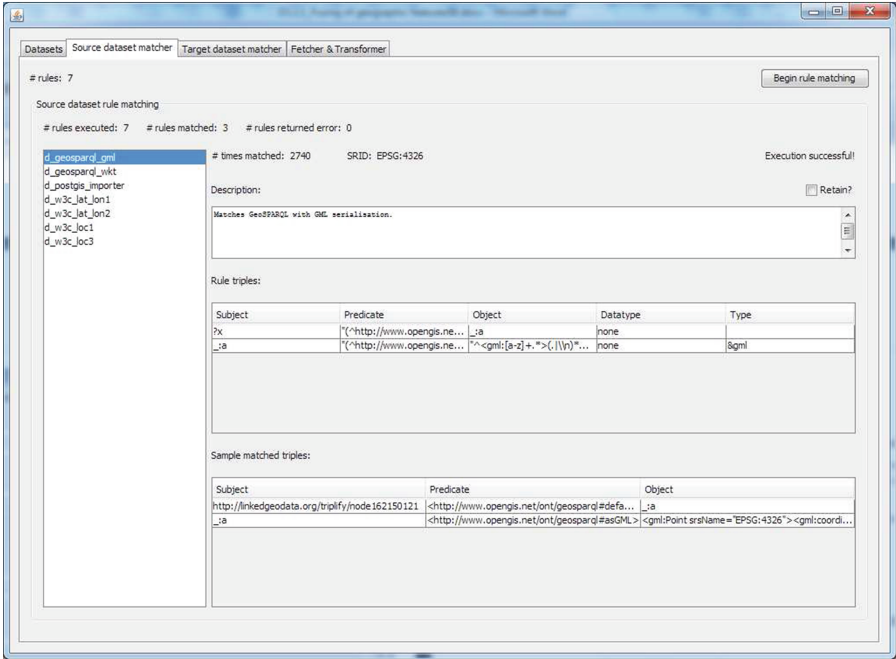 Datasets Source dataset matcher Target dataset matcher Fetcher & Transformer
# rules: 7 Begin rule matching
Source dataset rule matching
# rules executed: 7 # rules matched: 3 # rules returned error: 0
d_geosparql_gml
d_geosparql_wkt
d_postgis_importer
d_w3c_lat_lon1
d_w3c_lat_lon2
d_w3c_loc1
d_w3c_loc3
# times matched: 2740 SRID: EPSG:4326 Execution successful!
Description: Retain?
Matches GeoSPARQL with GML serialisation.
Rule triples:
Subject Predicate Object Datatype Type
?x "(^http://www.opengis.ne... _:a none
_:a "(^http://www.opengis.ne... "^<gml:[a-z]+.*>(.|\\n)*... none &gml
Sample matched triples:
Subject Predicate Object
http://linkedgeodata.org/triplify/node162150121 <http://www.opengis.net/ont/geosparql#defa... _:a
_:a <http://www.opengis.net/ont/geosparql#asGML> <gml:Point srsName="EPSG:4326"><gml:coordi...